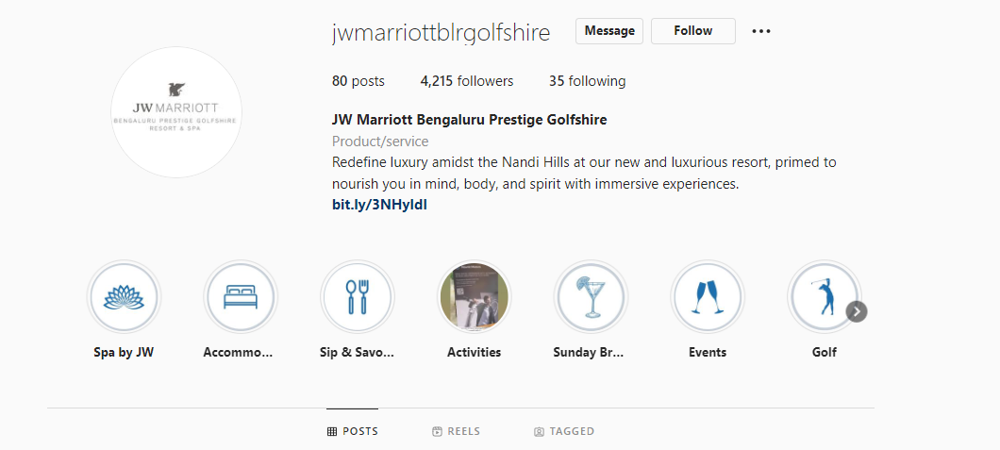 jwmarriottblrgolfshire Message Follow
80 posts 4,215 followers 35 following
JW MARRIOTT
BENGALURU PRESTIGE GOLFSHIRE
RESORT & SPA
JW Marriott Bengaluru Prestige Golfshire
Product/service
Redefine luxury amidst the Nandi Hills at our new and luxurious resort, primed to
nourish you in mind, body, and spirit with immersive experiences.
bit.ly/3NHyIdI
Spa by JW Accommo... Sip & Savo... Activities Sunday Br... Events Golf
POSTS REELS TAGGED